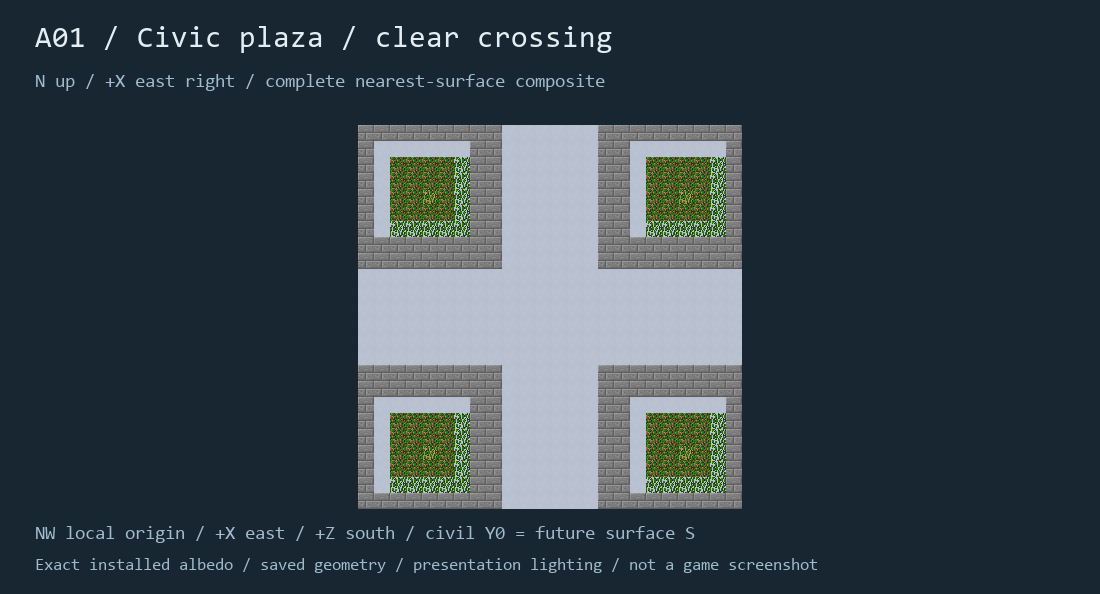 A01 / Civic plaza / clear crossing
N up / +X east right / complete nearest-surface composite
NW local origin / +X east / +Z south / civil Y0 = future surface S
Exact installed albedo / saved geometry / presentation lighting / not a game screenshot